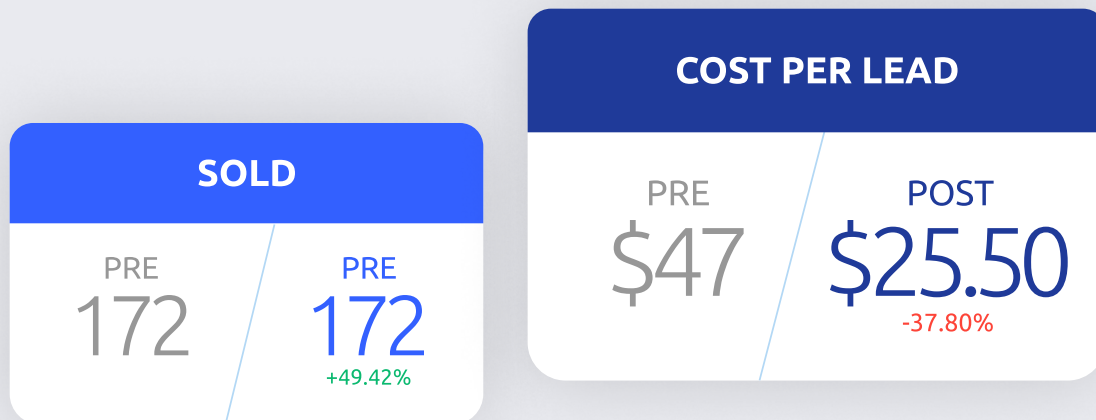 SOLD
PRE
172
PRE
172
+49.42%
COST PER LEAD
PRE
$47
POST
$25.50
-37.80%